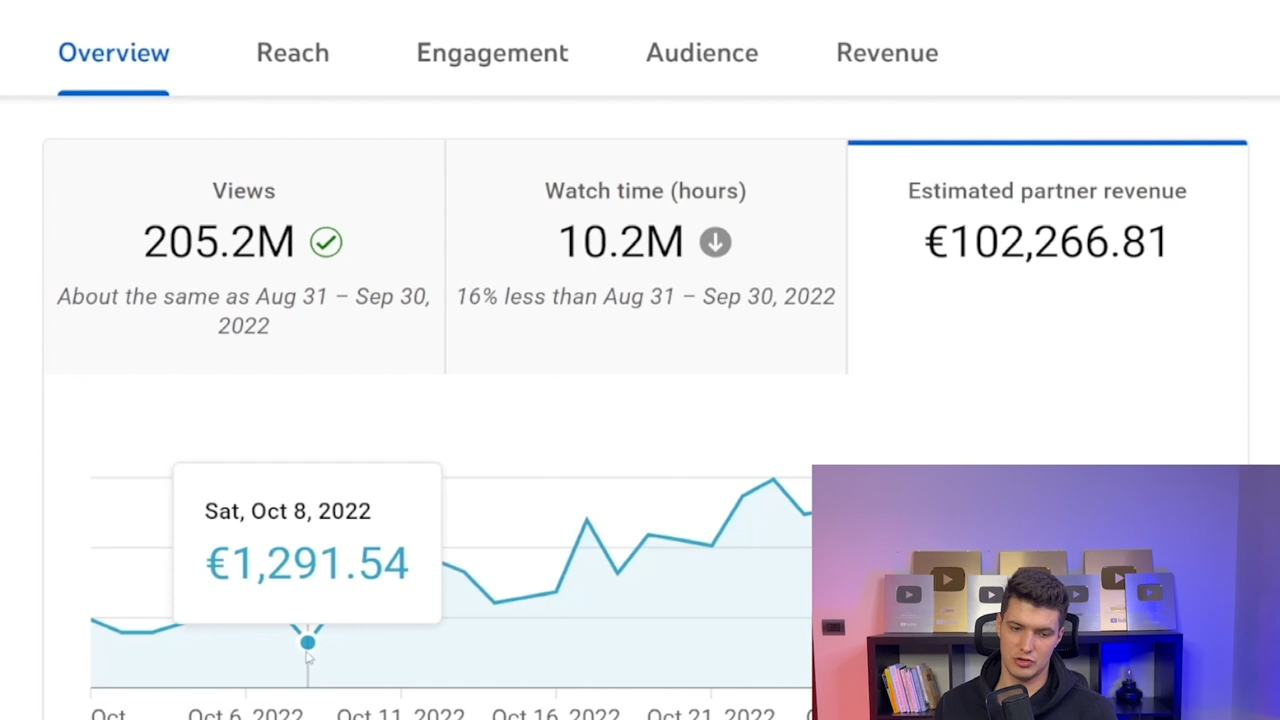 Overview Reach Engagement Audience Revenue
Views
205.2M
About the same as Aug 31 – Sep 30,
2022
Watch time (hours)
10.2M
16% less than Aug 31 – Sep 30, 2022
Estimated partner revenue
€102,266.81
Sat, Oct 8, 2022
€1,291.54
Oct Oct 6, 2022 Oct 11, 2022 Oct 16, 2022 Oct 21, 2022